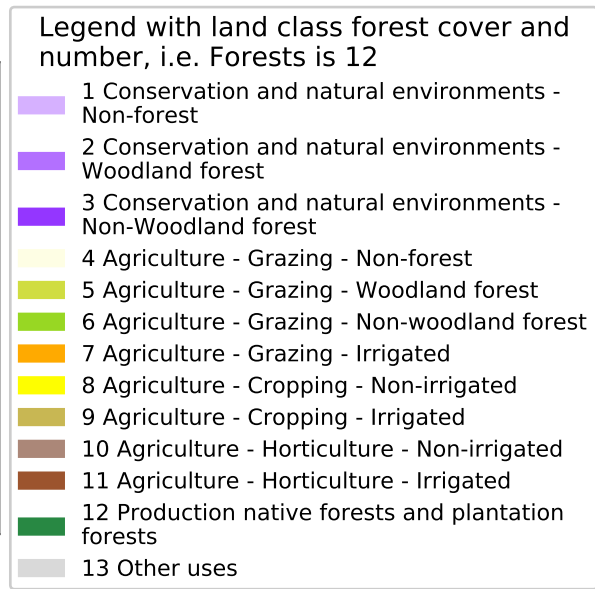 Legend with land class forest cover and
number, i.e. Forests is 12
1 Conservation and natural environments -
Non-forest
2 Conservation and natural environments -
Woodland forest
3 Conservation and natural environments -
Non-Woodland forest
4 Agriculture - Grazing - Non-forest
5 Agriculture - Grazing - Woodland forest
6 Agriculture - Grazing - Non-woodland forest
7 Agriculture - Grazing - Irrigated
8 Agriculture - Cropping - Non-irrigated
9 Agriculture - Cropping - Irrigated
10 Agriculture - Horticulture - Non-irrigated
11 Agriculture - Horticulture - Irrigated
12 Production native forests and plantation
forests
13 Other uses